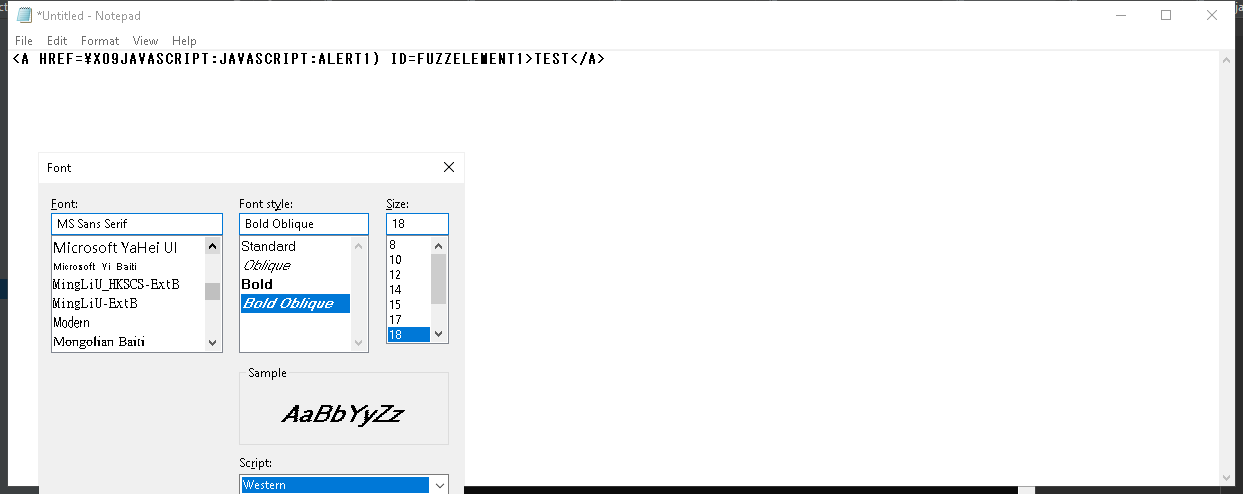 *Untitled - Notepad
File Edit Format View Help
<A HREF=¥X09JAVASCRIPT:JAVASCRIPT:ALERT1) ID=FUZZELEMENT1>TEST</A>
Font
Font: Font style: Size:
MS Sans Serif Bold Oblique 18
Microsoft YaHei UI Standard 8
Microsoft Yi Baiti Oblique 10
MingLiU_HKSCS-ExtB Bold 12
MingLiU-ExtB Bold Oblique 14
Modern 15
Mongolian Baiti 17
18
Sample
AaBbYyZz
Script:
Western